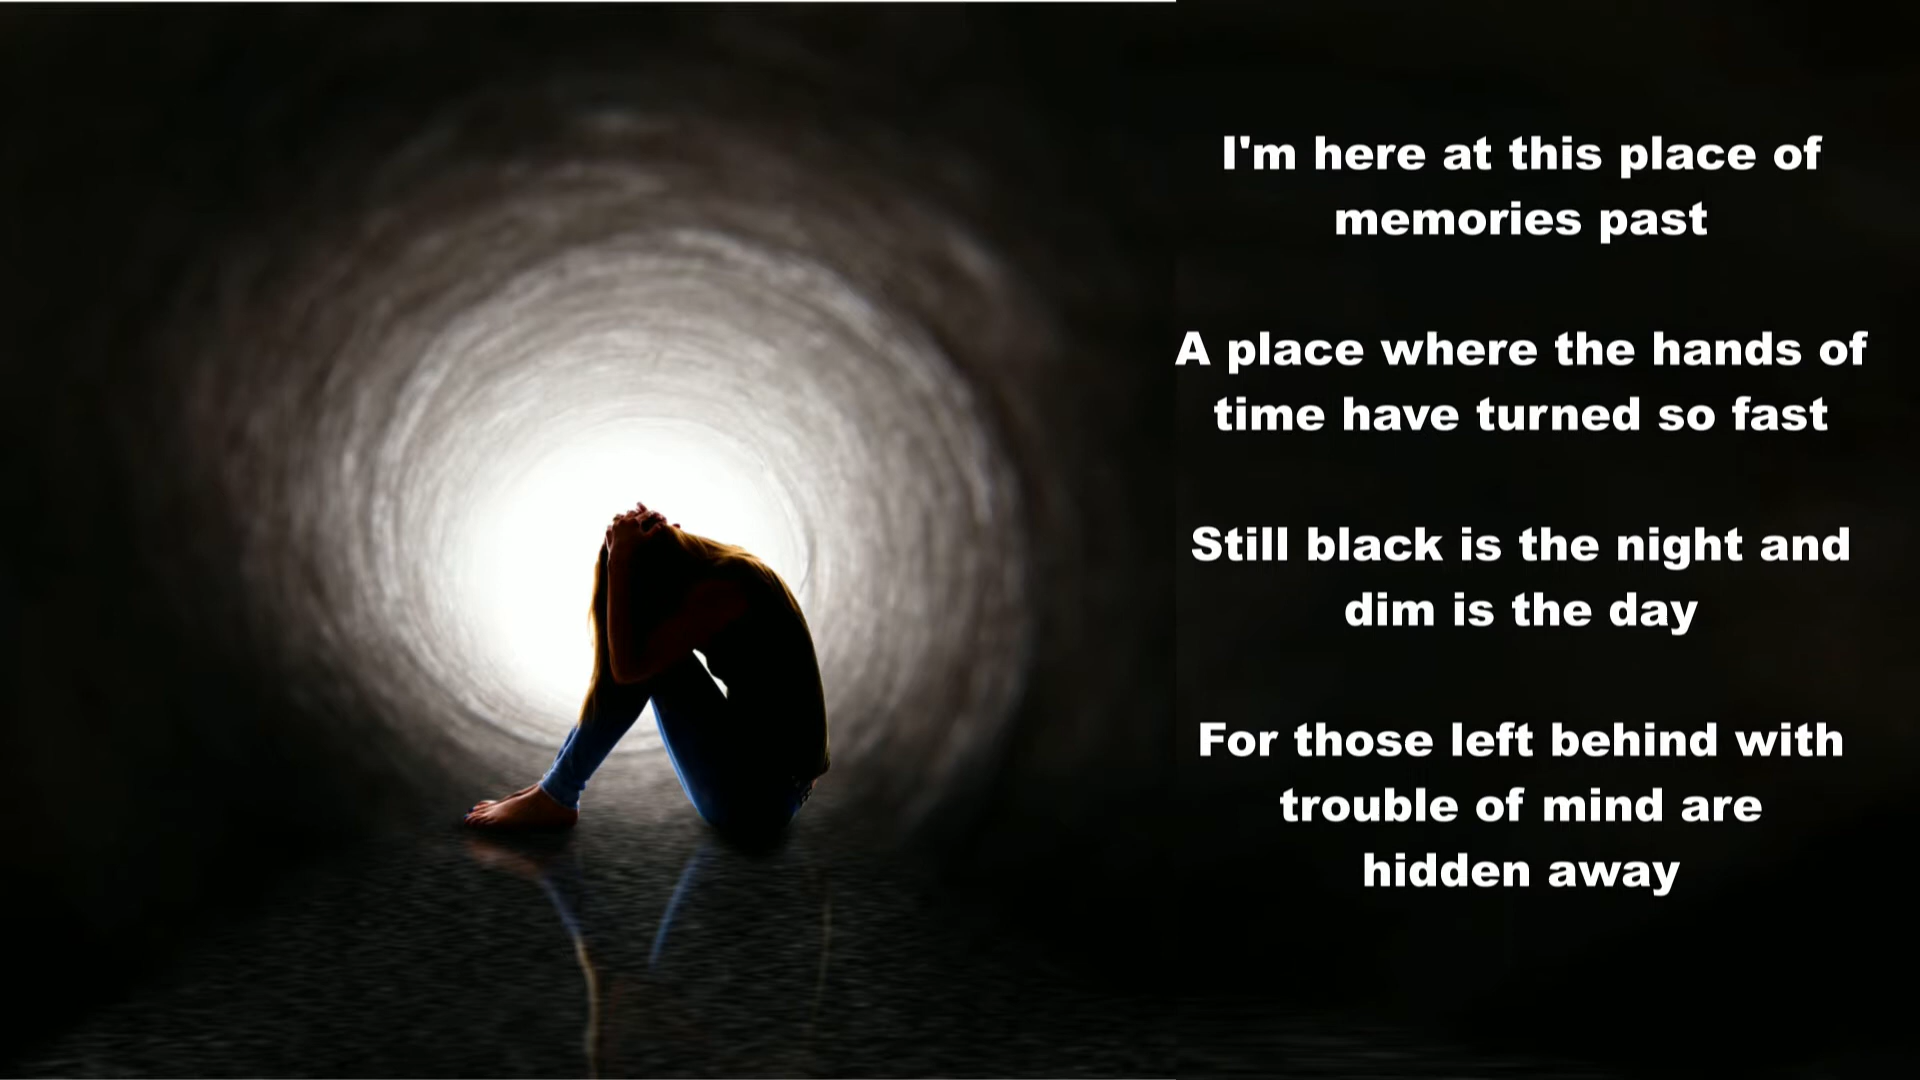 I'm here at this place of
memories past
A place where the hands of
time have turned so fast
Still black is the night and
dim is the day
For those left behind with
trouble of mind are
hidden away